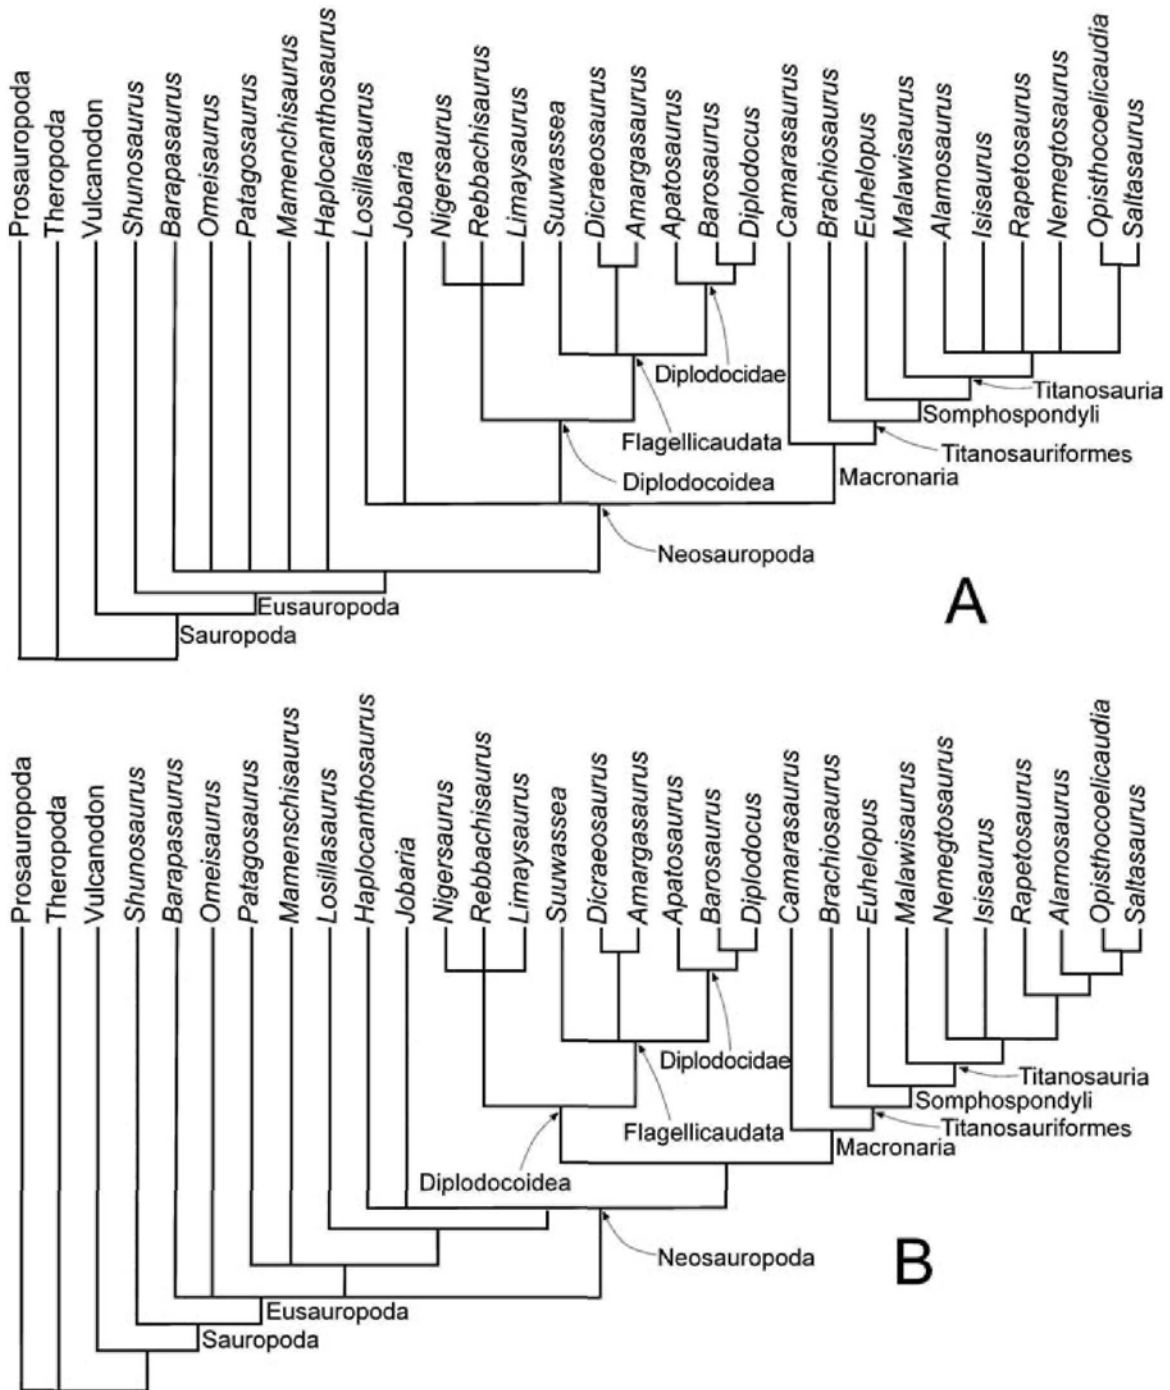 Prosauropoda
Theropoda
Vulcanodon
Shunosaurus
Barapasaurus
Omeisaurus
Patagosaurus
Mamenchisaurus
Haplocanthosaurus
Losillasaurus
Jobaria
Nigersaurus
Rebbachisaurus
Limaysaurus
Suuwassea
Dicraeosaurus
Amargasaurus
Apatosaurus
Barosaurus
Diplodocus
Camarasaurus
Brachiosaurus
Euhelopus
Malawisaurus
Alamosaurus
Isisaurus
Rapetosaurus
Nemegtosaurus
Opisthocoelicaudia
Saltasaurus
Diplodocidae
Titanosauria
Somphospondyli
Flagellicaudata
Titanosauriformes
Diplodocoidea
Macronaria
Neosauropoda
A
Eusauropoda
Sauropoda
Prosauropoda
Theropoda
Vulcanodon
Shunosaurus
Barapasaurus
Omeisaurus
Patagosaurus
Mamenschisaurus
Losillasaurus
Haplocanthosaurus
Jobaria
Nigersaurus
Rebbachisaurus
Limaysaurus
Suuwassea
Dicraeosaurus
Amargasaurus
Apatosaurus
Barosaurus
Diplodocus
Camarasaurus
Brachiosaurus
Euhelopus
Malawisaurus
Nemegtosaurus
Isisaurus
Rapetosaurus
Alamosaurus
Opisthocoelicaudia
Saltasaurus
Diplodocidae
Titanosauria
Somphospondyli
Flagellicaudata
Titanosauriformes
Macronaria
Diplodocoidea
Neosauropoda
B
Eusauropoda
Sauropoda